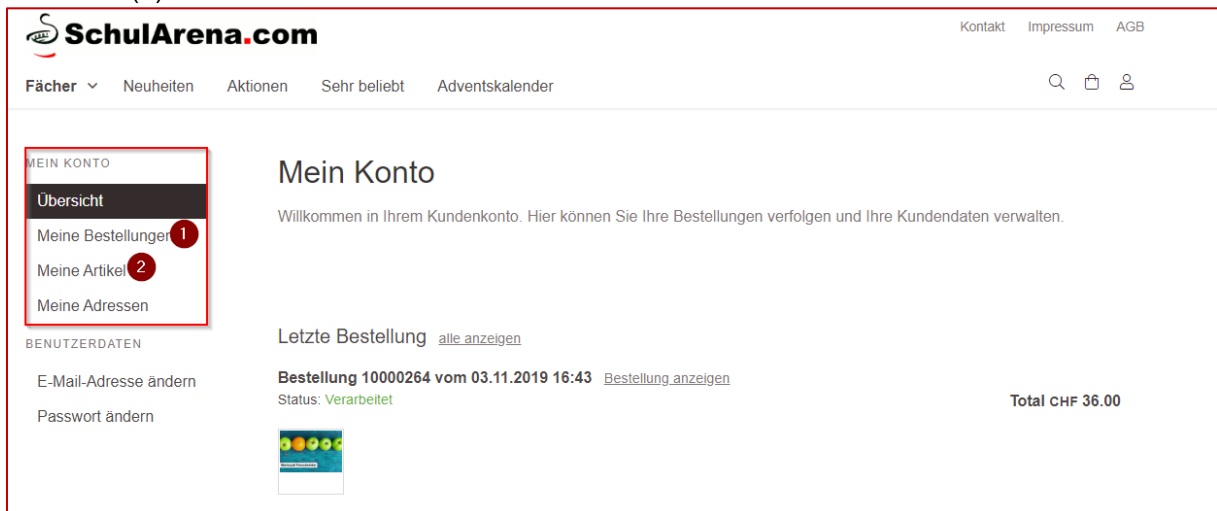 SchulArena.com
Kontakt Impressum AGB
Fächer Neuheiten Aktionen Sehr beliebt Adventskalender
MEIN KONTO
Übersicht
Meine Bestellungen 1
Meine Artikel 2
Meine Adressen
BENUTZERDATEN
E-Mail-Adresse ändern
Passwort ändern
Mein Konto
Willkommen in Ihrem Kundenkonto. Hier können Sie Ihre Bestellungen verfolgen und Ihre Kundendaten verwalten.
Letzte Bestellung alle anzeigen
Bestellung 10000264 vom 03.11.2019 16:43 Bestellung anzeigen
Status: Verarbeitet
Total CHF 36.00